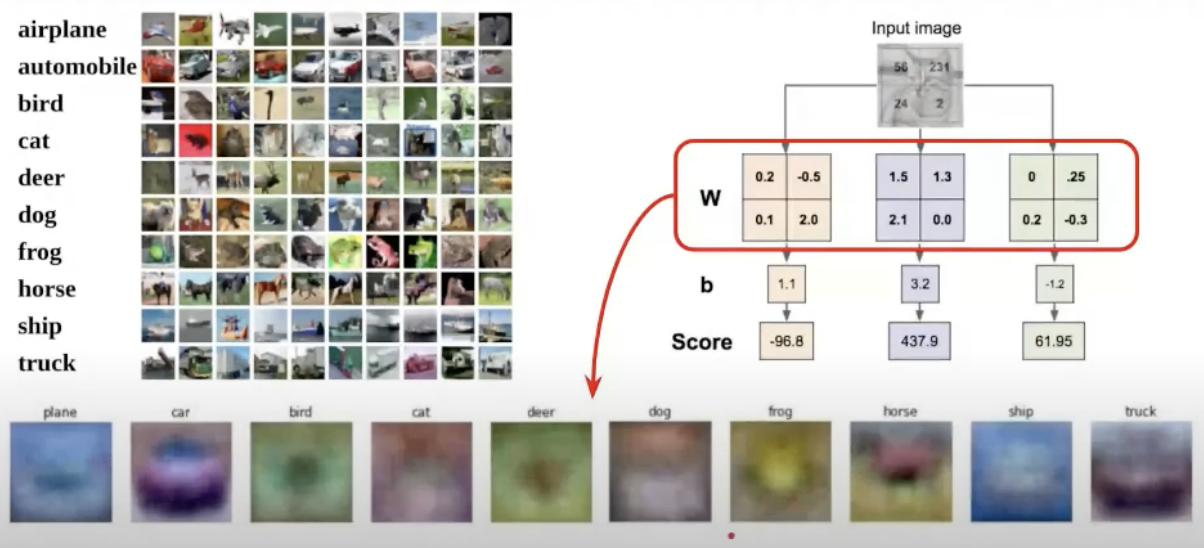 airplane
automobile
bird
cat
deer
dog
frog
horse
ship
truck
Input image
56 231
24 2
W
0.2 -0.5
0.1 2.0
1.5 1.3
2.1 0.0
0 .25
0.2 -0.3
b
1.1 3.2 -1.2
Score
-96.8 437.9 61.95
plane car bird cat deer dog frog horse ship truck